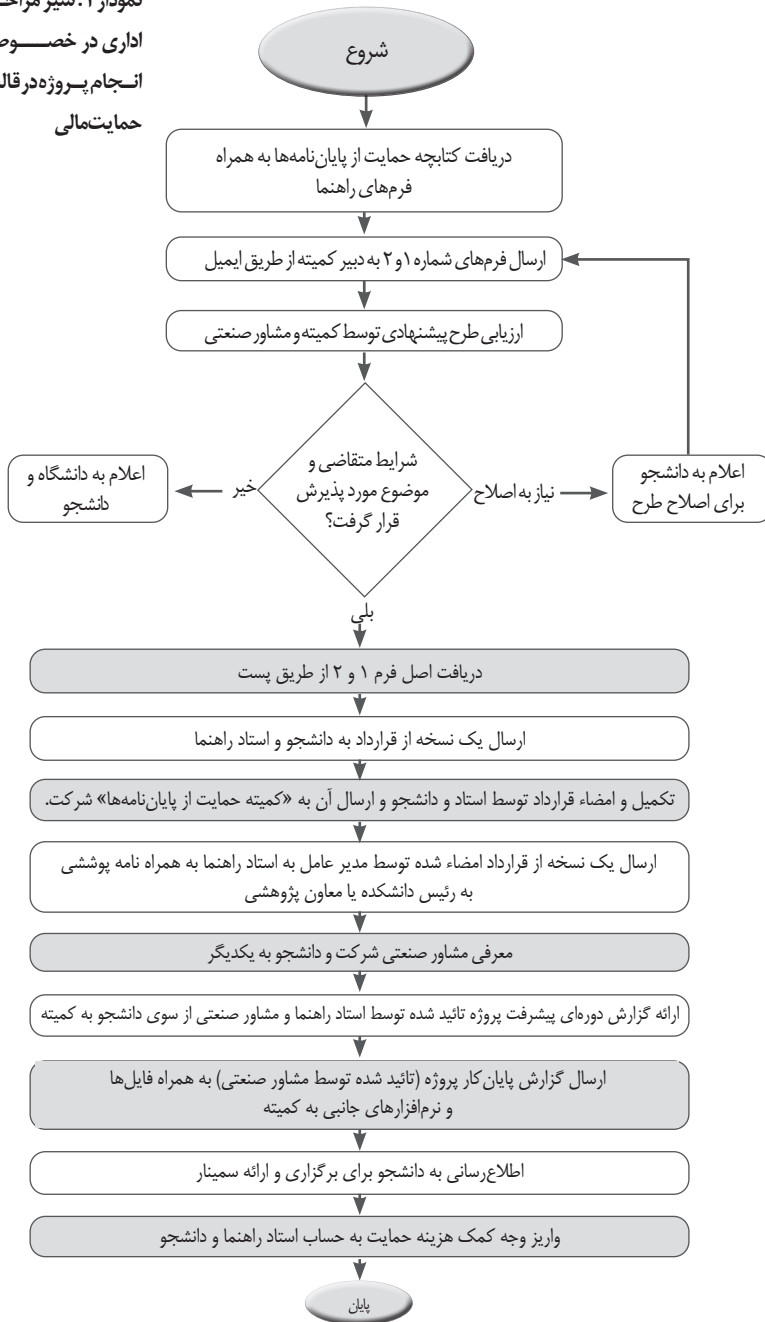 اداری در
انجام پروژه در
حمایت‌مالی
شروع
دریافت کتابچه حمایت از پایان‌نامه‌ها به همراه
فرم‌های راهنما
ارسال فرم‌های شماره ۱ و ۲ به دبیر کمیته از طریق ایمیل
ارزیابی طرح پیشنهادی توسط کمیته و مشاور صنعتی
شرایط متقاضی و
موضوع مورد پذیرش
قرار گرفت؟
نیاز به اصلاح
اعلام به دانشجو
برای اصلاح طرح
خیر
اعلام به دانشگاه و
دانشجو
بلی
دریافت اصل فرم ۱ و ۲ از طریق پست
ارسال یک نسخه از قرارداد به دانشجو و استاد راهنما
تکمیل و امضاء قرارداد توسط استاد و دانشجو و ارسال آن به «کمیته حمایت از پایان‌نامه‌ها» شرکت.
ارسال یک نسخه از قرارداد امضاء شده توسط مدیر عامل به استاد راهنما به همراه نامه پوششی
به رئیس دانشکده یا معاون پژوهشی
معرفی مشاور صنعتی شرکت و دانشجو به یکدیگر
ارائه گزارش دوره‌ای پیشرفت پروژه تائید شده توسط استاد راهنما و مشاور صنعتی از سوی دانشجو به کمیته
ارسال گزارش پایان‌کار پروژه (تائید شده توسط مشاور صنعتی) به همراه فایل‌ها
و نرم‌افزارهای جانبی به کمیته
اطلاع‌رسانی به دانشجو برای برگزاری و ارائه سمینار
واریز وجه کمک هزینه حمایت به حساب استاد راهنما و دانشجو
پایان